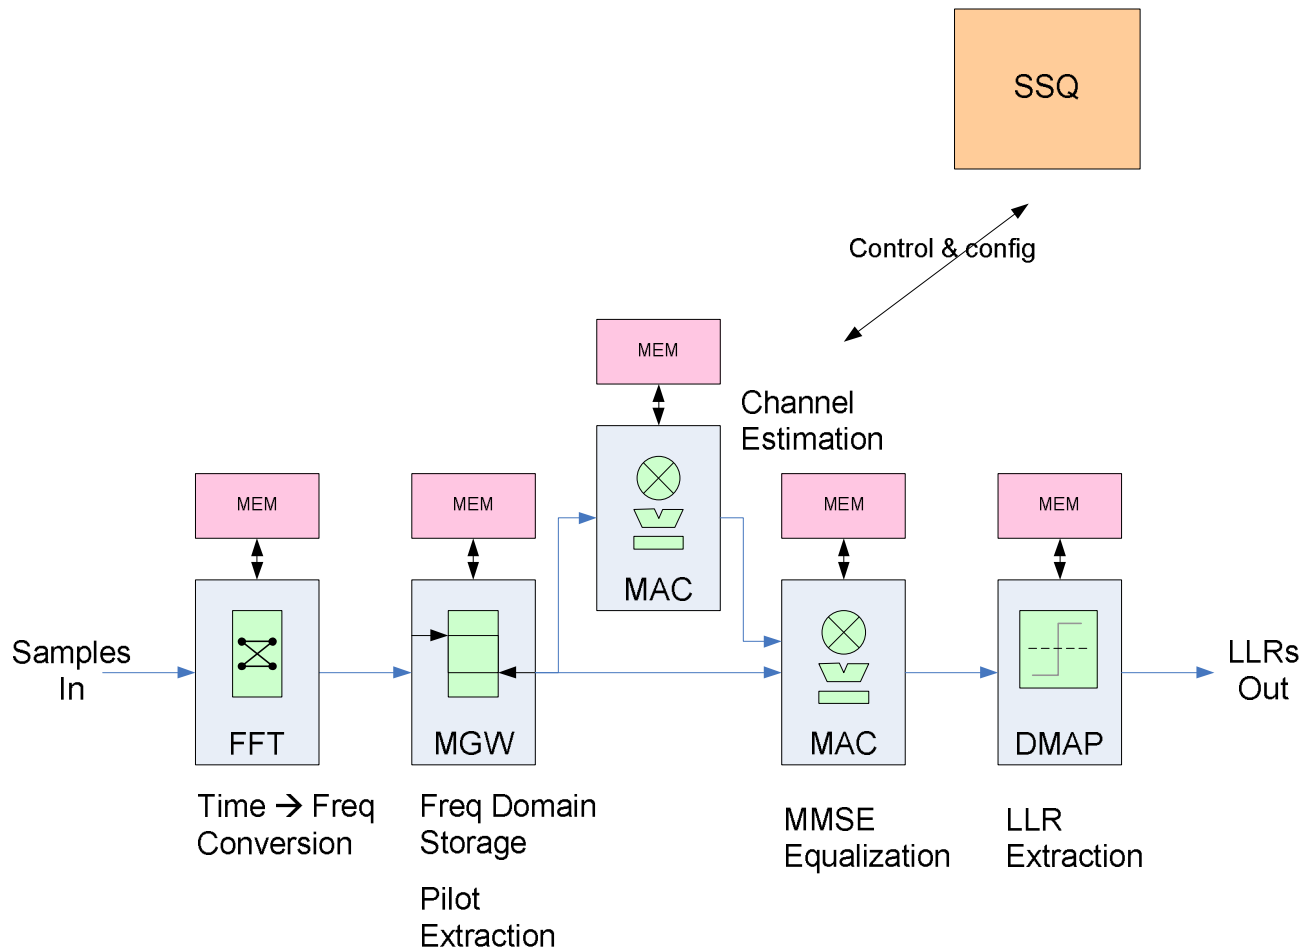 SSQ
Control & config
MEM
Channel
Estimation
MAC
MEM
MEM
MEM
MEM
Samples
In
FFT
MGW
MAC
DMAP
LLRs
Out
Time → Freq
Conversion
Freq Domain
Storage
Pilot
Extraction
MMSE
Equalization
LLR
Extraction